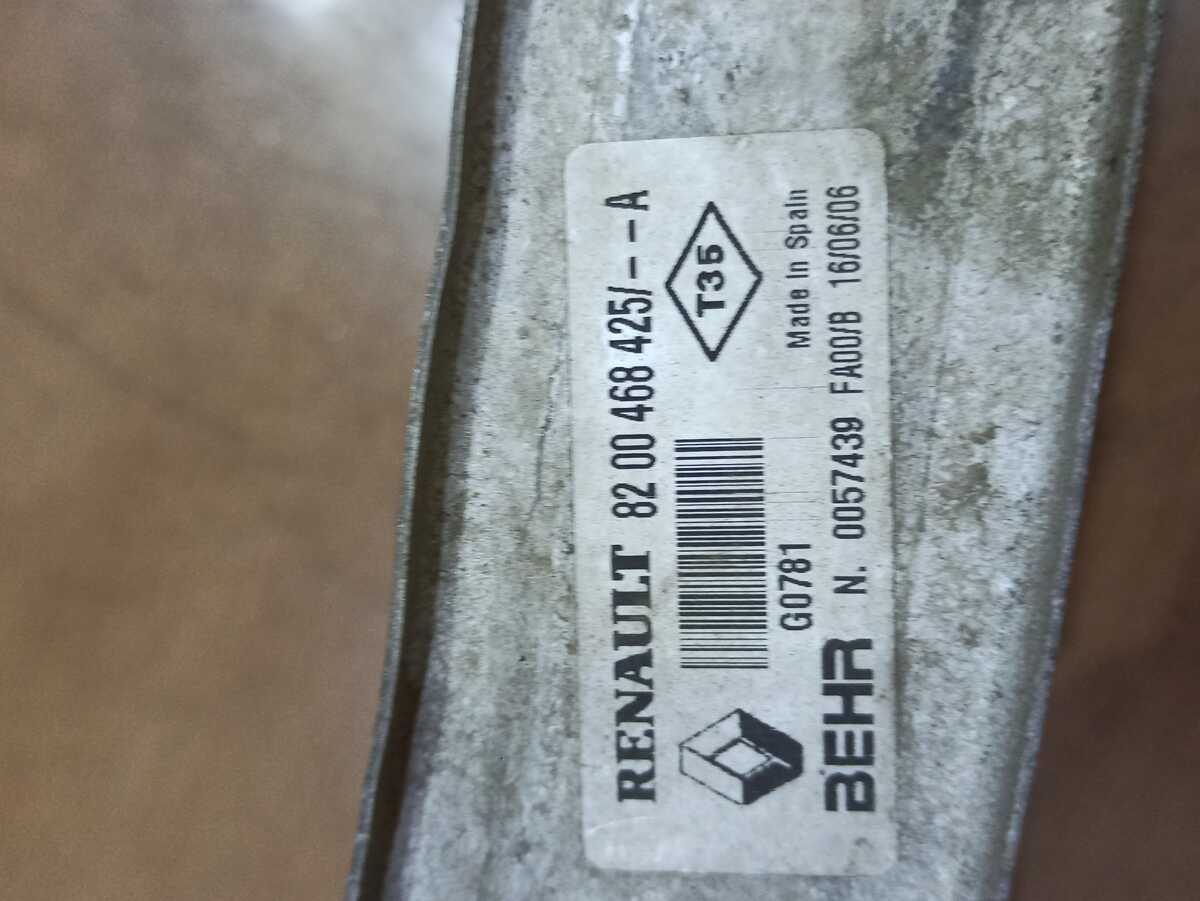 RENAULT 82 00 468 425/--A
T35
G0781
Made In Spain
BEHR N. 0057439 FA00/B 16/06/06